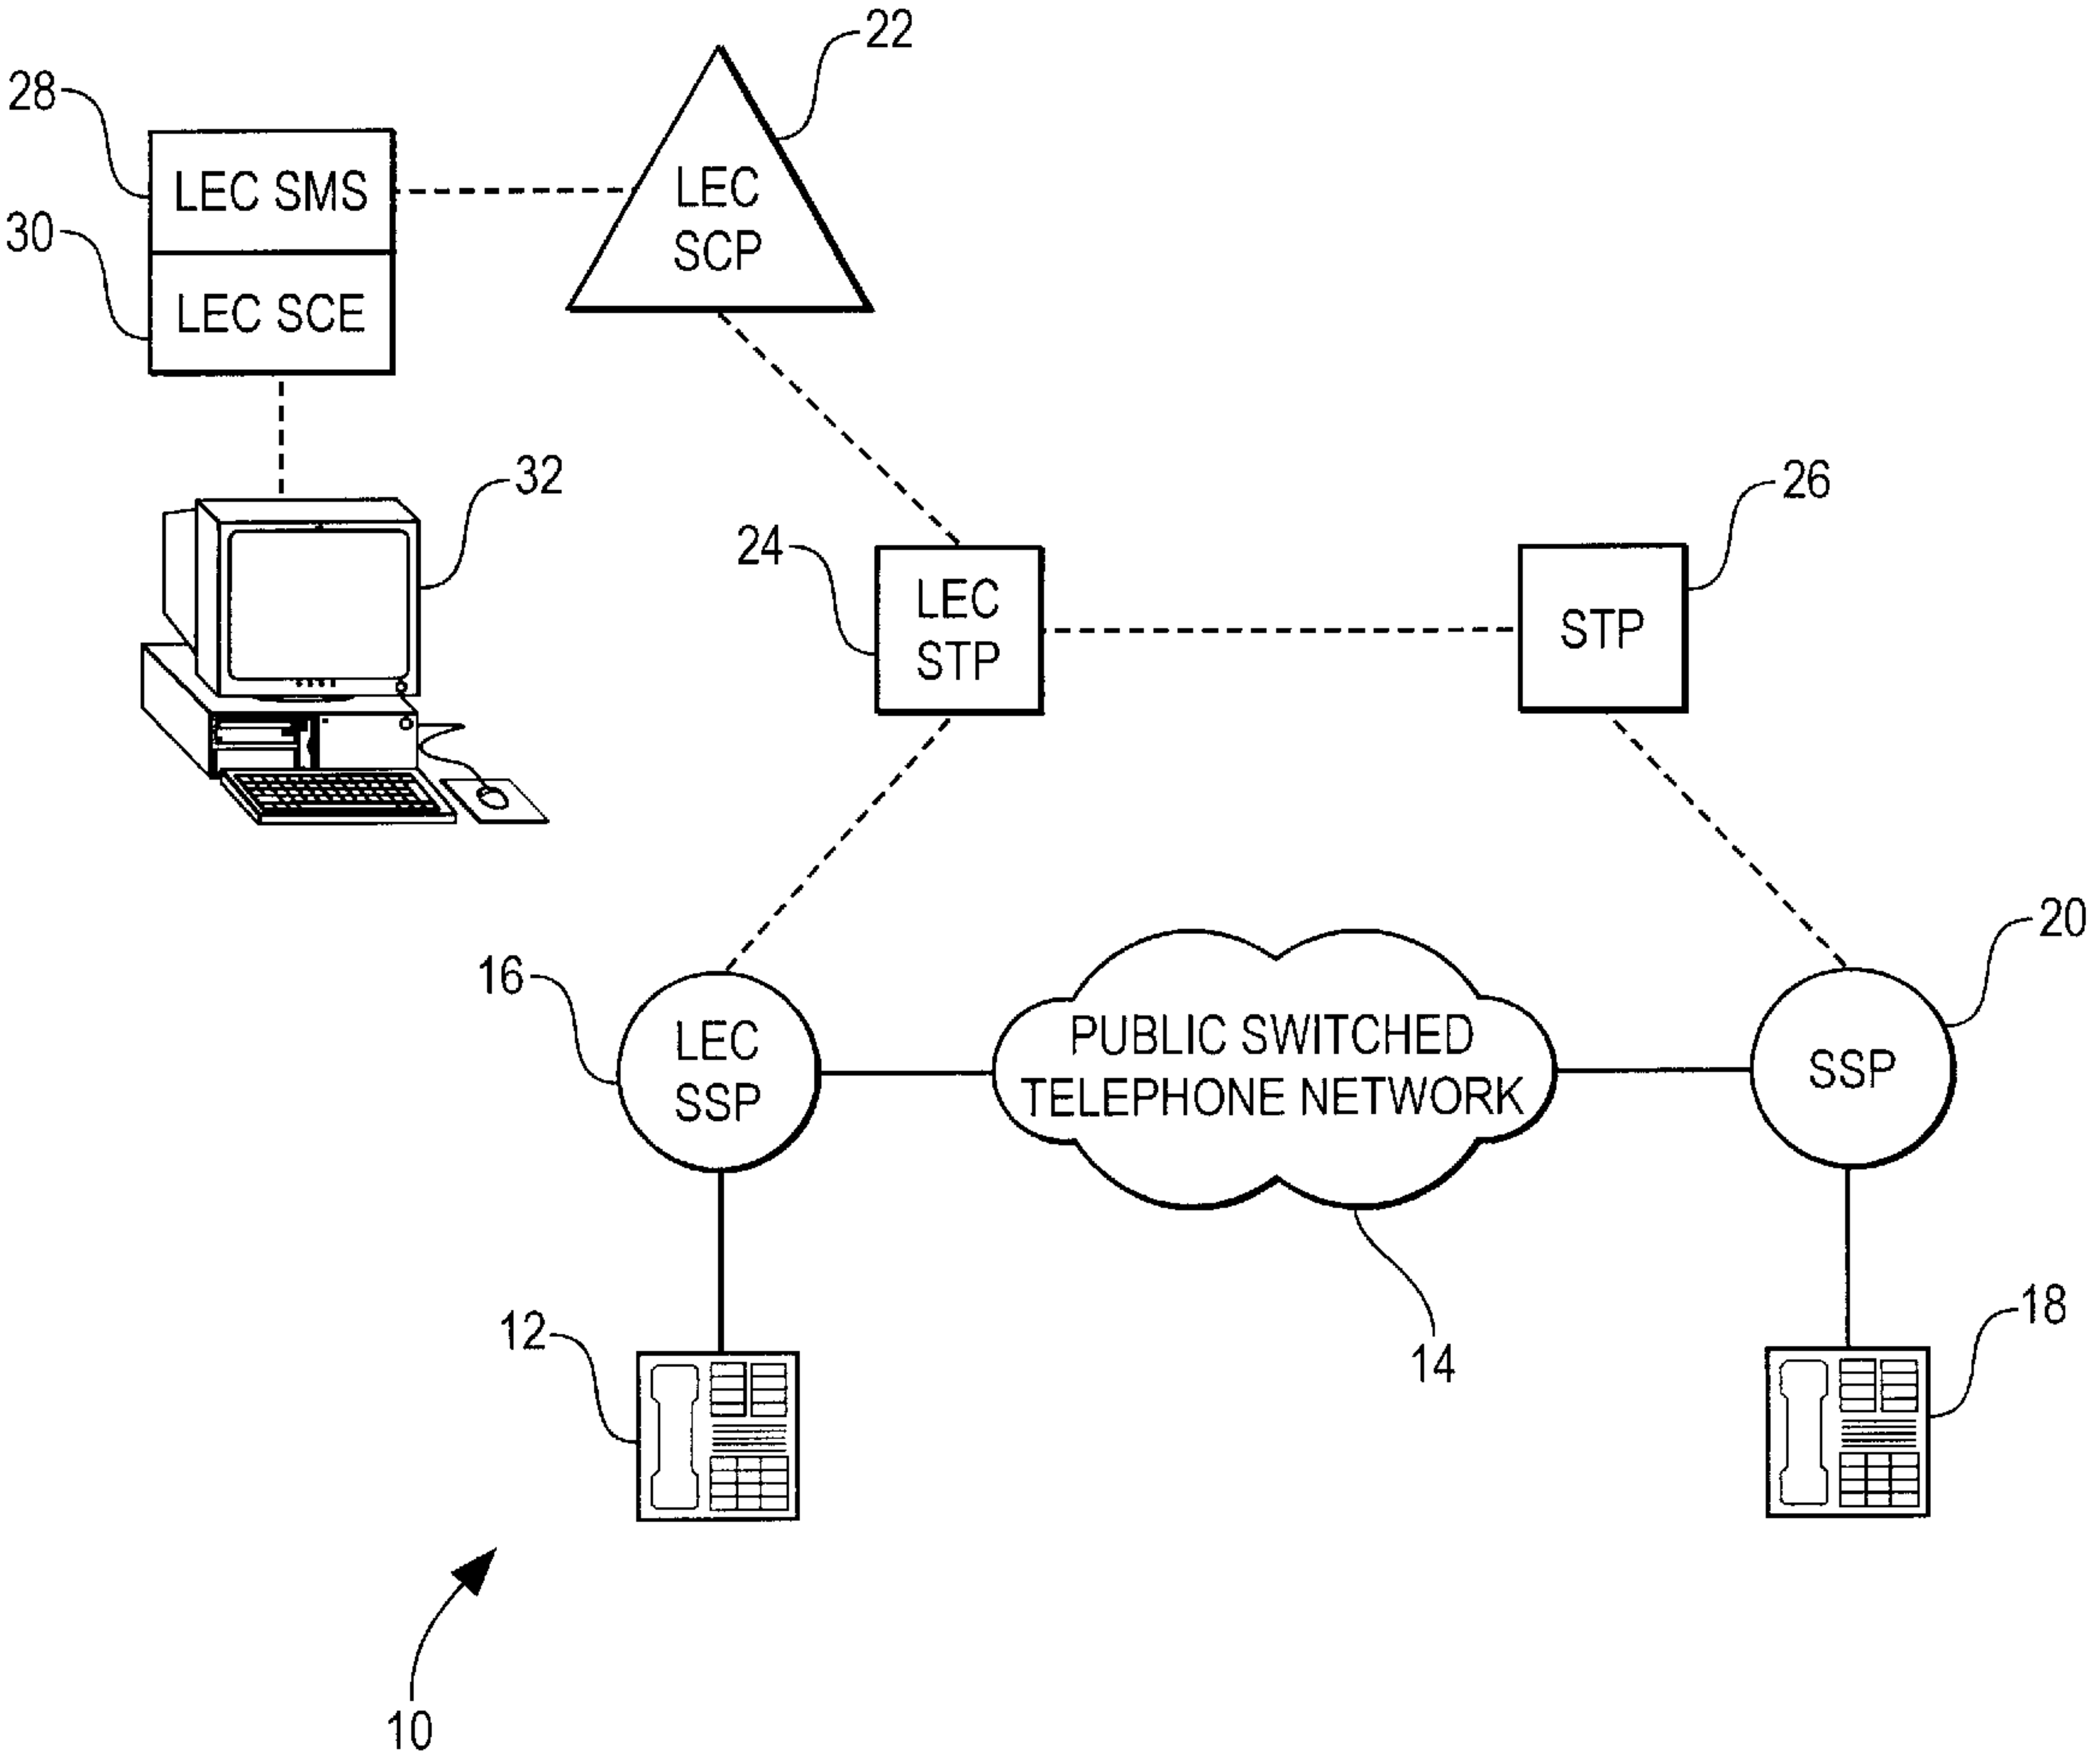 22
28
LEC SMS
LEC
SCP
30
LEC SCE
32
26
24
LEC
STP
STP
20
16
LEC
SSP
PUBLIC SWITCHED
TELEPHONE NETWORK
SSP
12
14
18
10